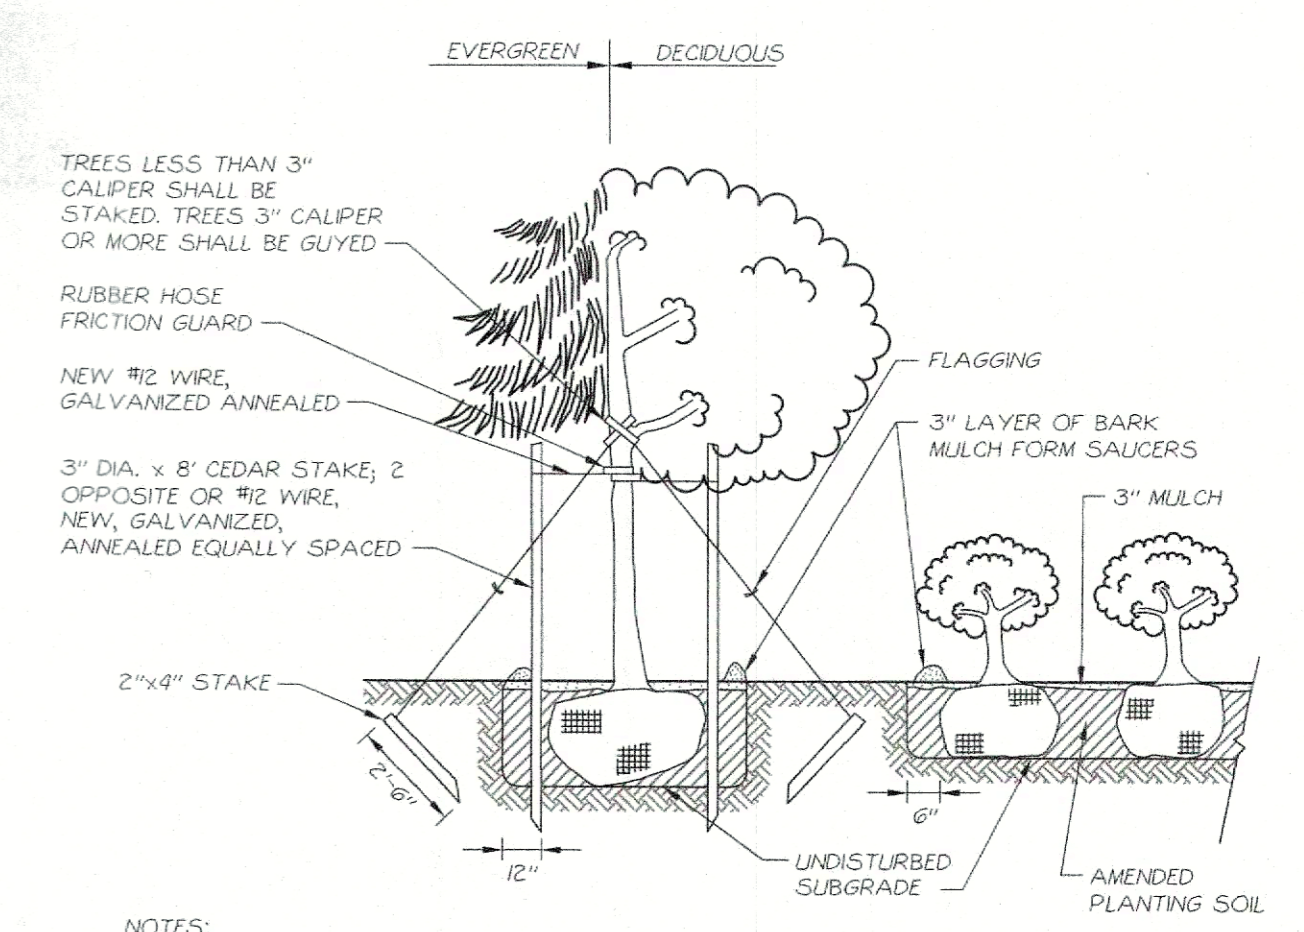 EVERGREEN
DECIDUOUS
TREES LESS THAN 3"
CALIPER SHALL BE
STAKED. TREES 3" CALIPER
OR MORE SHALL BE GUYED
RUBBER HOSE
FRICTION GUARD
NEW #12 WIRE,
GALVANIZED ANNEALED
3" DIA. x 8' CEDAR STAKE; 2
OPPOSITE OR #12 WIRE,
NEW, GALVANIZED,
ANNEALED EQUALLY SPACED
2"x4" STAKE
2'-6"
12"
FLAGGING
3" LAYER OF BARK
MULCH FORM SAUCERS
3" MULCH
6"
UNDISTURBED
SUBGRADE
AMENDED
PLANTING SOIL
NOTES: